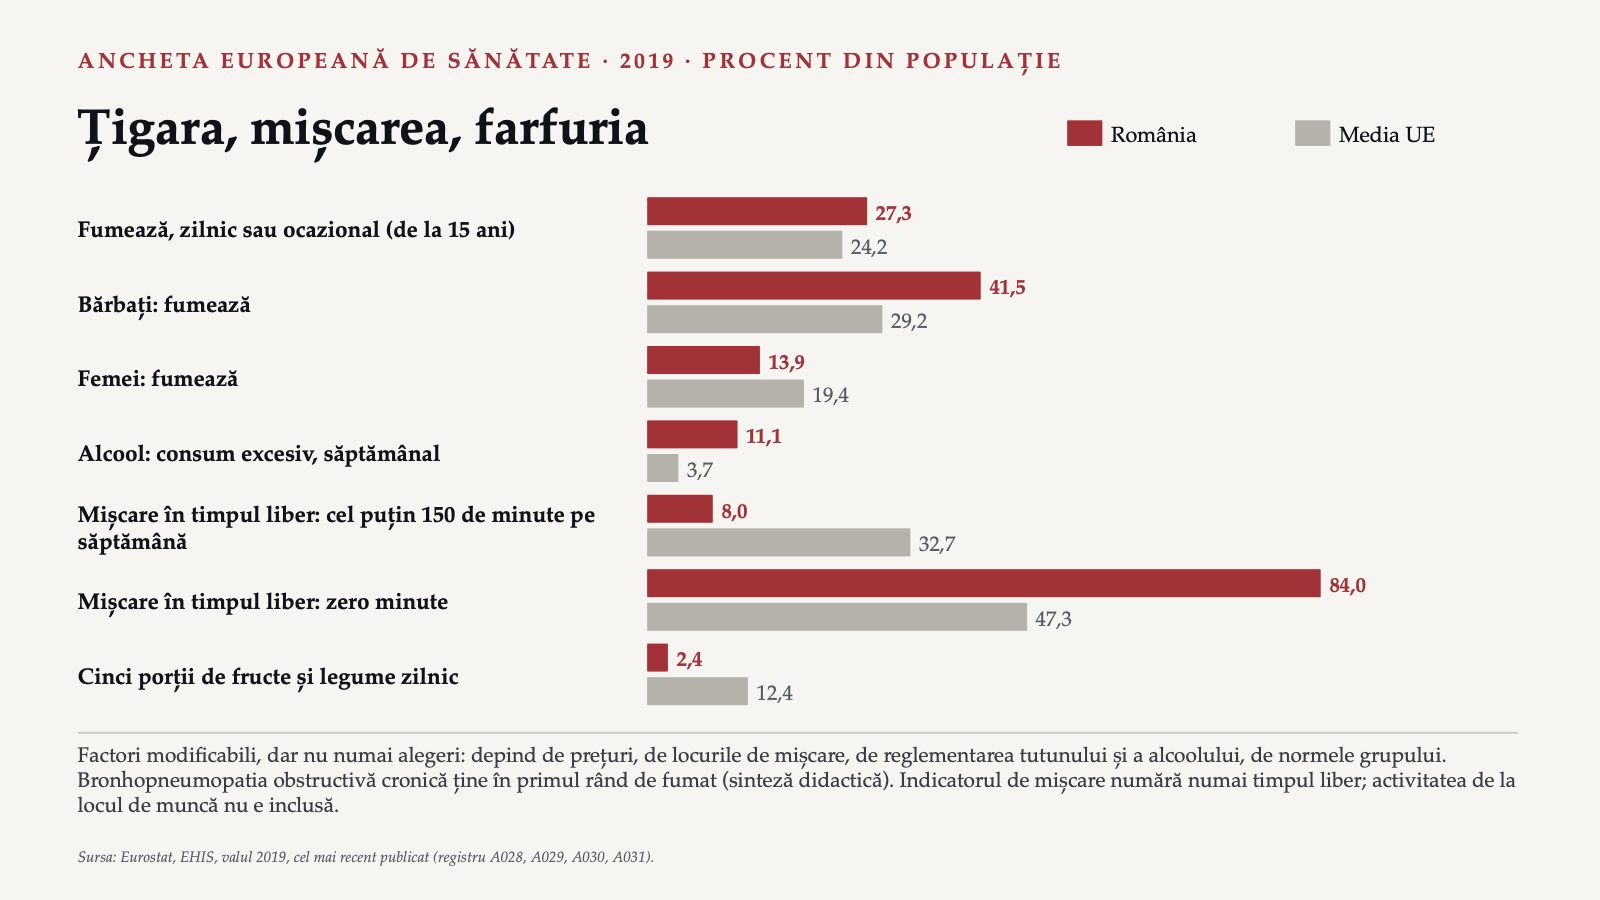 ANCHETA EUROPEANĂ DE SĂNĂTATE · 2019 · PROCENT DIN POPULAȚIE
Țigara, mișcarea, farfuria
România
Media UE
Fumează, zilnic sau ocazional (de la 15 ani)
27,3
24,2
Bărbați: fumează
41,5
29,2
Femei: fumează
13,9
19,4
Alcool: consum excesiv, săptămânal
11,1
3,7
Mișcare în timpul liber: cel puțin 150 de minute pe
săptămână
8,0
32,7
Mișcare în timpul liber: zero minute
84,0
47,3
Cinci porții de fructe și legume zilnic
2,4
12,4
Factori modificabili, dar nu numai alegeri: depind de prețuri, de locurile de mișcare, de reglementarea tutunului și a alcoolului, de normele grupului.
Bronhopneumopatia obstructivă cronică ține în primul rând de fumat (sinteză didactică). Indicatorul de mișcare numără numai timpul liber; activitatea de la
locul de muncă nu e inclusă.
Sursa: Eurostat, EHIS, valul 2019, cel mai recent publicat (registru A028, A029, A030, A031).